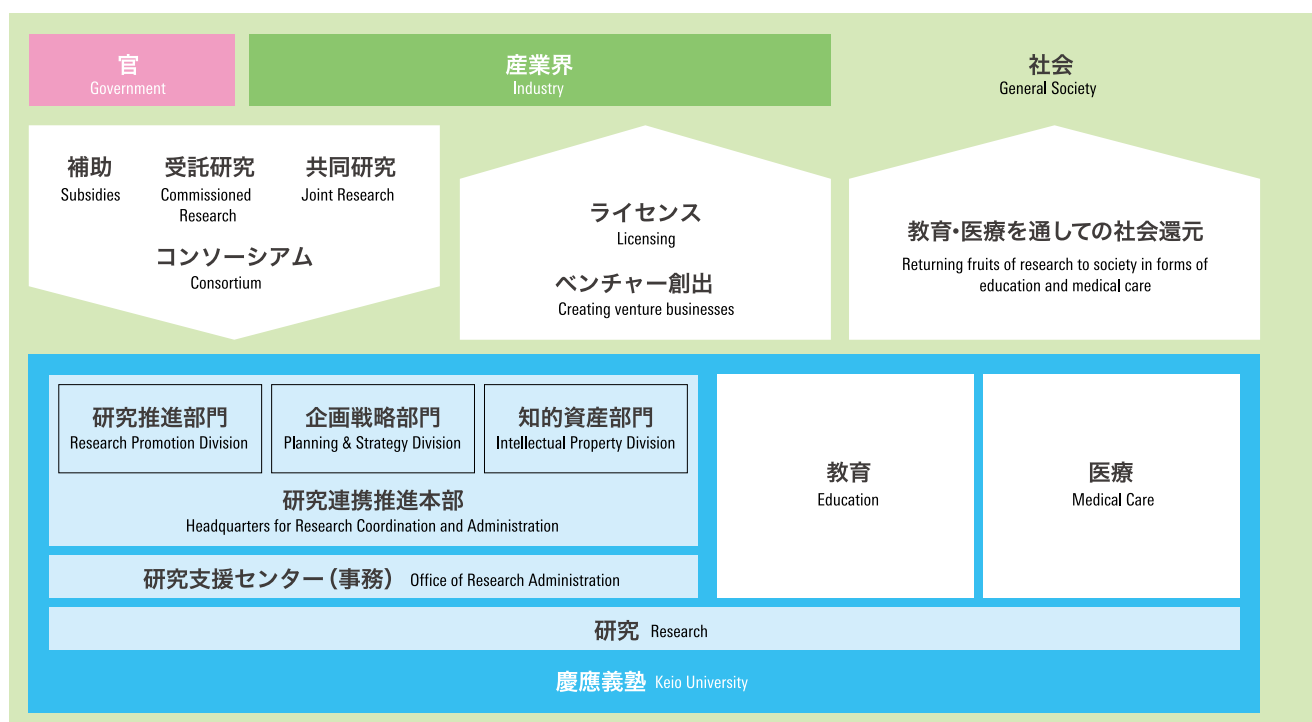 官
Government
産業界
Industry
社会
General Society
補助
Subsidies
受託研究
Commissioned
Research
共同研究
Joint Research
コンソーシアム
Consortium
ライセンス
Licensing
ベンチャー創出
Creating venture businesses
教育・医療を通しての社会還元
Returning fruits of research to society in forms of
education and medical care
研究推進部門
Research Promotion Division
企画戦略部門
Planning & Strategy Division
知的資産部門
Intellectual Property Division
研究連携推進本部
Headquarters for Research Coordination and Administration
研究支援センター（事務） Office of Research Administration
教育
Education
医療
Medical Care
研究 Research
慶應義塾 Keio University